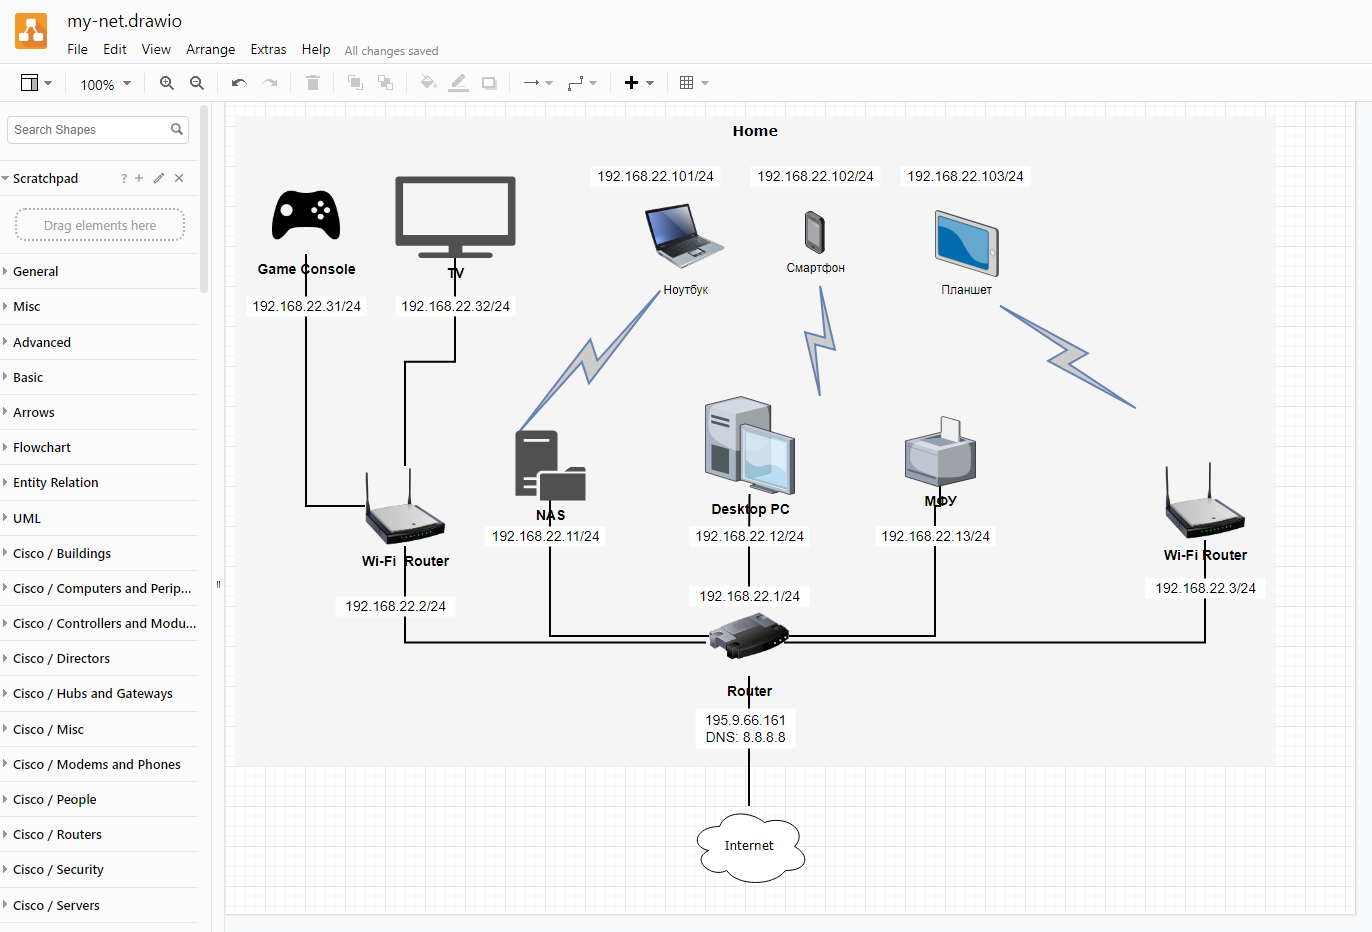 my-net.drawio
File Edit View Arrange Extras Help All changes saved
100%
Search Shapes
Scratchpad ? + ✕
Drag elements here
General
Misc
Advanced
Basic
Arrows
Flowchart
Entity Relation
UML
Cisco / Buildings
Cisco / Computers and Perip...
Cisco / Controllers and Modu...
Cisco / Directors
Cisco / Hubs and Gateways
Cisco / Misc
Cisco / Modems and Phones
Cisco / People
Cisco / Routers
Cisco / Security
Cisco / Servers
Home
192.168.22.101/24 192.168.22.102/24 192.168.22.103/24
Game Console TV Смартфон
Ноутбук Планшет
192.168.22.31/24 192.168.22.32/24
NAS Desktop PC МФУ
192.168.22.11/24 192.168.22.12/24 192.168.22.13/24
Wi-Fi Router Wi-Fi Router
192.168.22.2/24 192.168.22.1/24 192.168.22.3/24
Router
195.9.66.161
DNS: 8.8.8.8
Internet